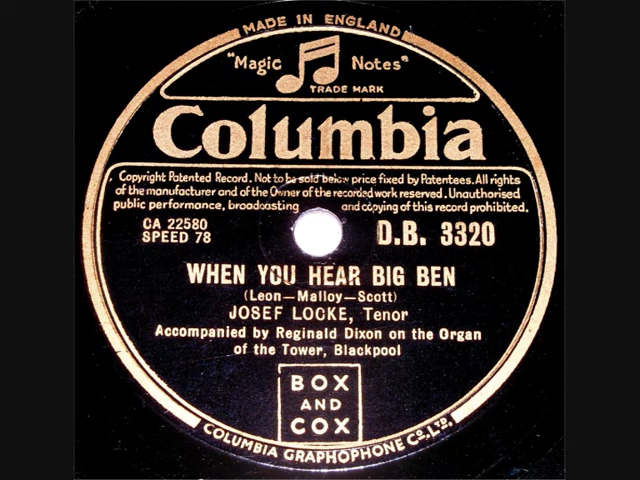 MADE IN ENGLAND
"Magic Notes"
TRADE MARK
Columbia
Copyright Patented Record. Not to be sold below price fixed by Patentees. All rights
of the manufacturer and of the Owner of the recorded work reserved. Unauthorised
public performance, broadcasting and copying of this record prohibited.
CA 22580
SPEED 78
D.B. 3320
WHEN YOU HEAR BIG BEN
(Leon—Malloy—Scott)
JOSEF LOCKE, Tenor
Accompanied by Reginald Dixon on the Organ
of the Tower, Blackpool
BOX
AND
COX
COLUMBIA GRAPHOPHONE CO. LTD.